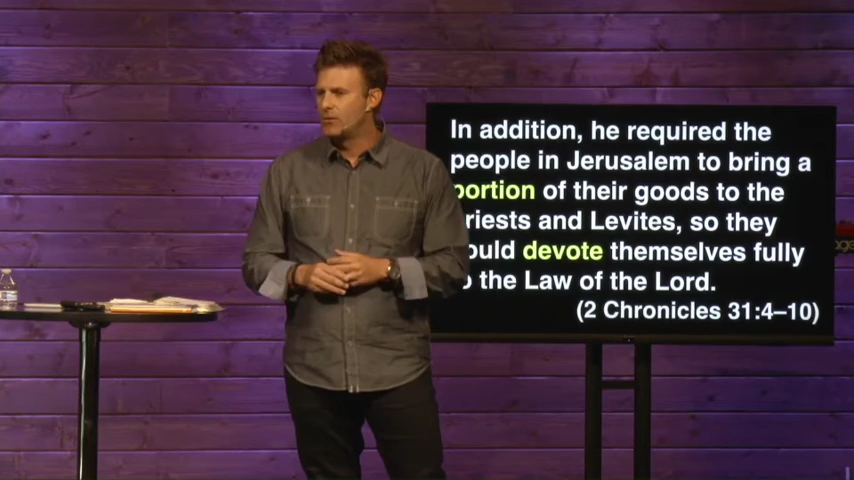 In addition, he required the
people in Jerusalem to bring a
portion of their goods to the
riests and Levites, so they
ould devote themselves fully
o the Law of the Lord.
(2 Chronicles 31:4–10)